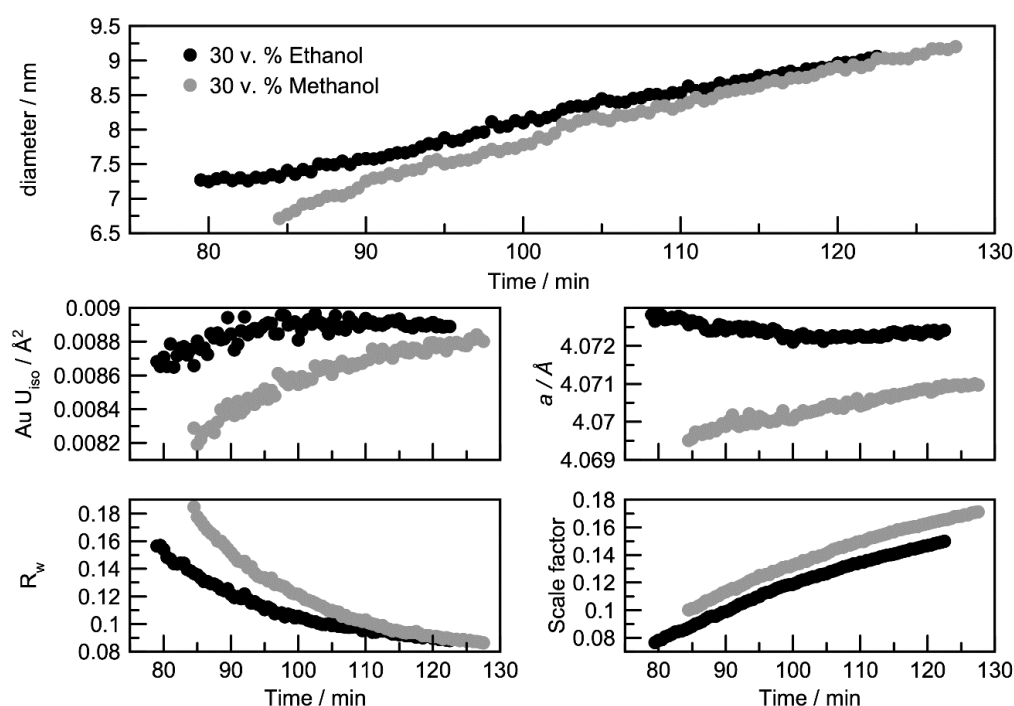 diameter / nm
9.5
9
8.5
8
7.5
7
6.5
30 v. % Ethanol
30 v. % Methanol
80 90 100 110 120 130
Time / min
Au Uiso / Å²
0.009
0.0088
0.0086
0.0084
0.0082
a / Å
4.072
4.071
4.07
4.069
Rw
0.18
0.16
0.14
0.12
0.1
0.08
80 90 100 110 120 130
Time / min
Scale factor
0.18
0.16
0.14
0.12
0.1
0.08
80 90 100 110 120 130
Time / min